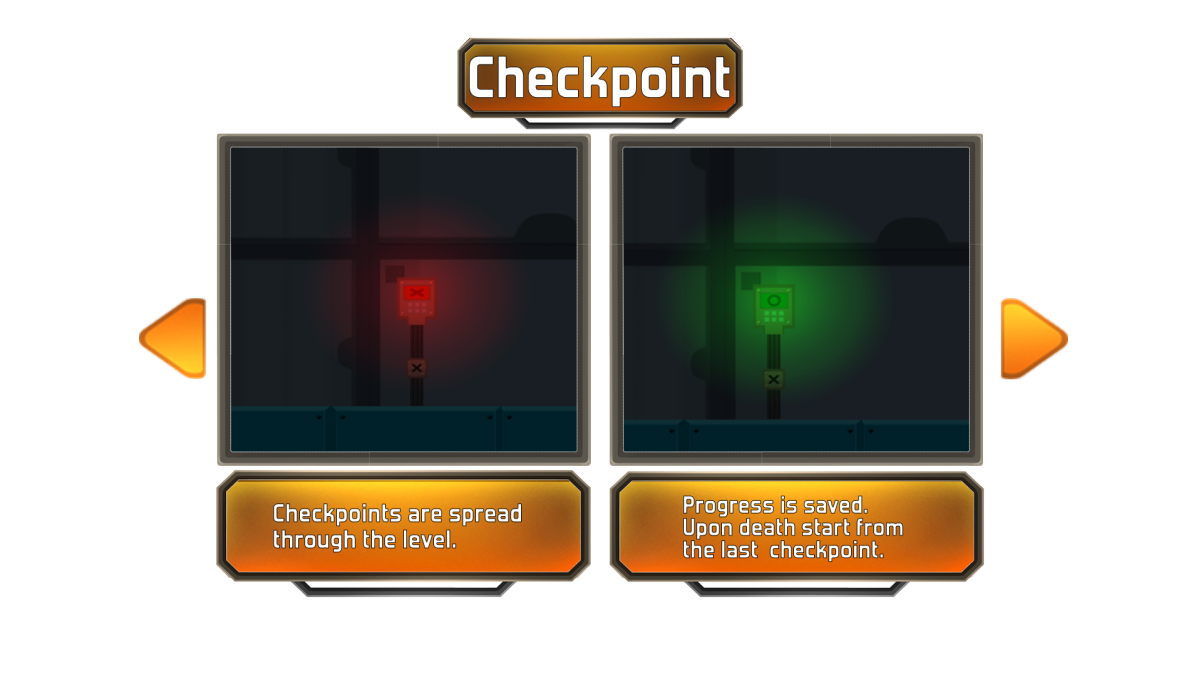 Checkpoint
Checkpoints are spread
through the level.
Progress is saved.
Upon death start from
the last  checkpoint.